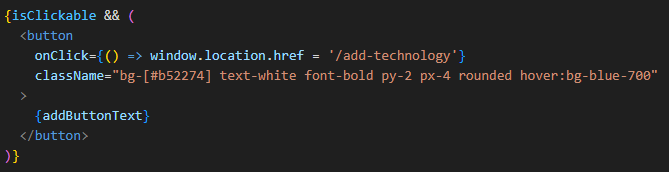 {isClickable && (
<button
onClick={() => window.location.href = '/add-technology'}
className="bg-[#b52274] text-white font-bold py-2 px-4 rounded hover:bg-blue-700"
>
{addButtonText}
</button>
)}